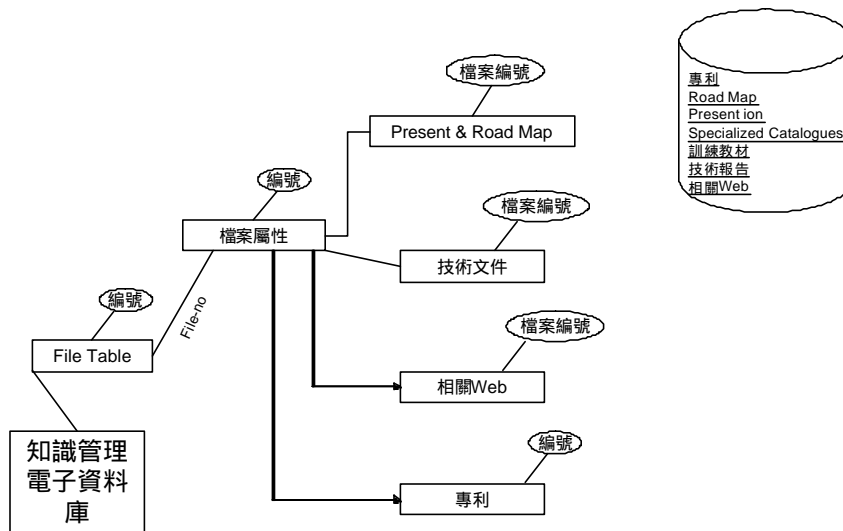 檔案編號
Present & Road Map
編號
檔案屬性
檔案編號
技術文件
編號
File-no
File Table
檔案編號
相關Web
知識管理
電子資料
庫
編號
專利
專利
Road Map
Present ion
Specialized Catalogues
訓練教材
技術報告
相關Web